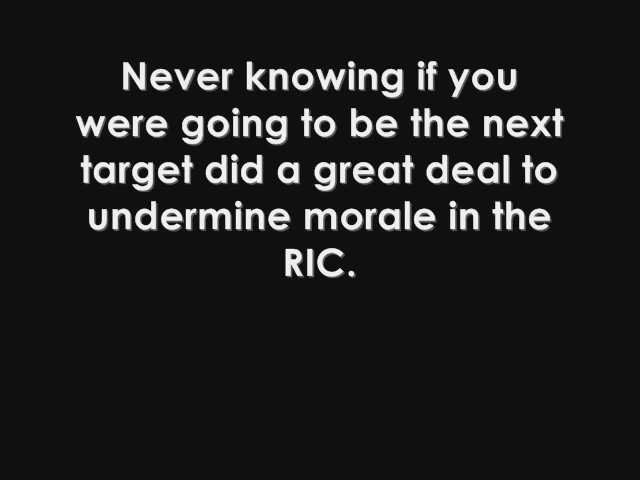 Never knowing if you
were going to be the next
target did a great deal to
undermine morale in the
RIC.